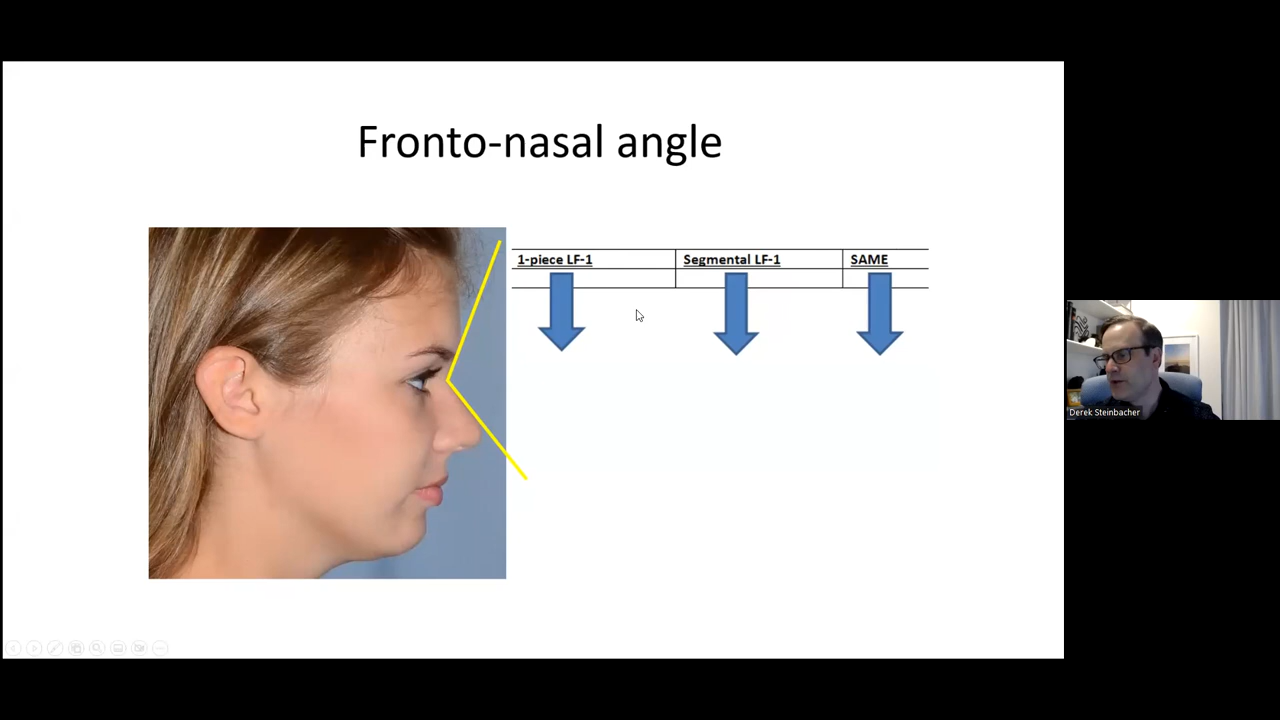 Fronto-nasal angle
1-piece LF-1 Segmental LF-1 SAME
Derek Steinbacher